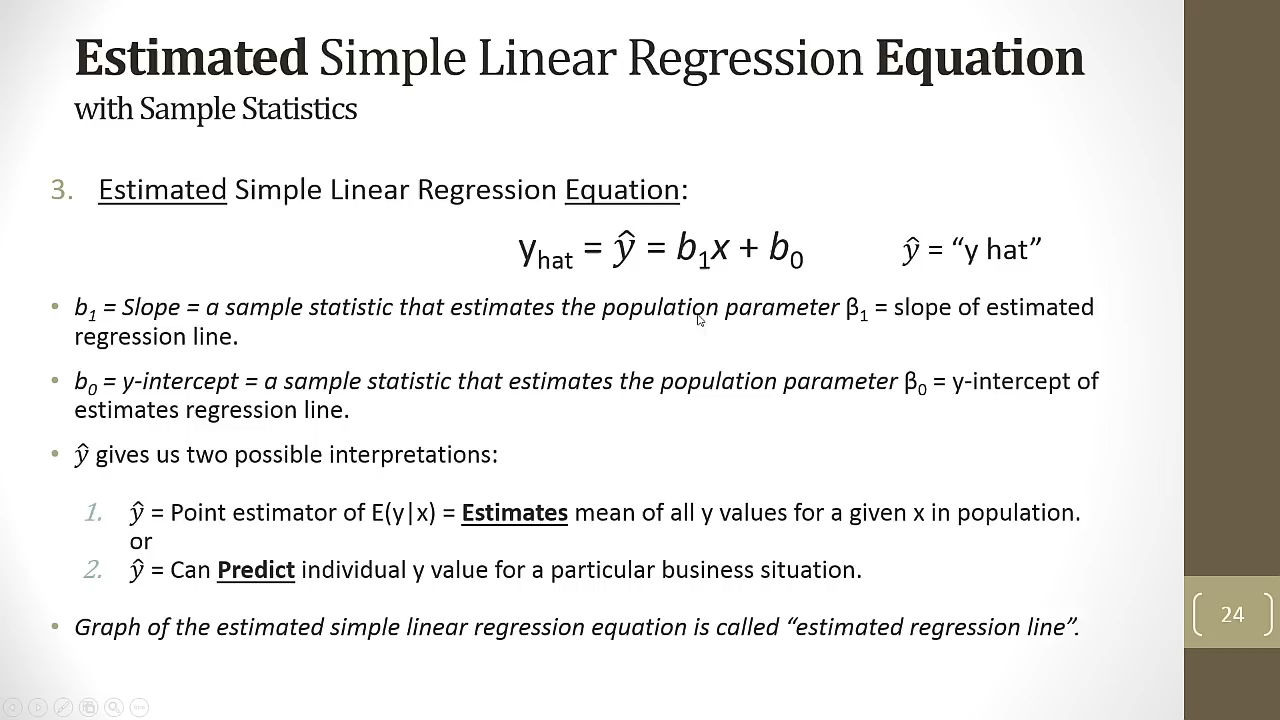 Estimated Simple Linear Regression Equation
with Sample Statistics
3. Estimated Simple Linear Regression Equation:
y_hat = ŷ = b₁x + b₀ ŷ = “y hat”
• b₁ = Slope = a sample statistic that estimates the population parameter β₁ = slope of estimated
regression line.
• b₀ = y-intercept = a sample statistic that estimates the population parameter β₀ = y-intercept of
estimates regression line.
• ŷ gives us two possible interpretations:
1. ŷ = Point estimator of E(y|x) = Estimates mean of all y values for a given x in population.
or
2. ŷ = Can Predict individual y value for a particular business situation.
• Graph of the estimated simple linear regression equation is called “estimated regression line”.
24